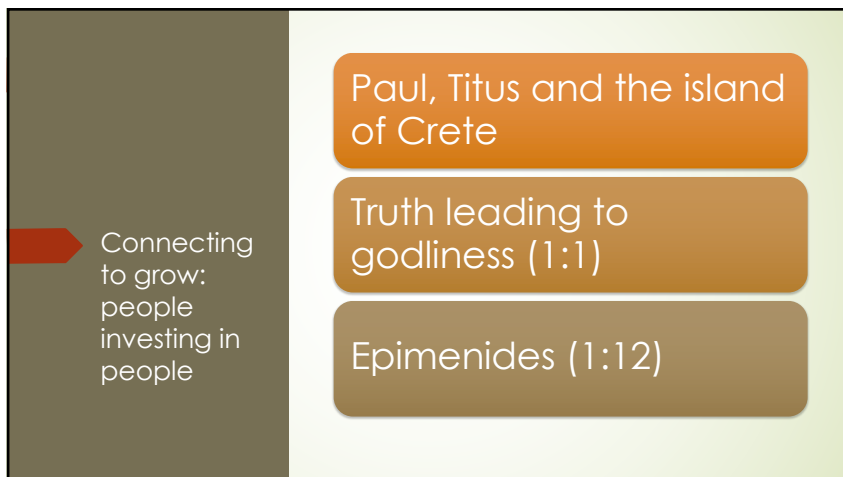 Connecting
to grow:
people
investing in
people
Paul, Titus and the island
of Crete
Truth leading to
godliness (1:1)
Epimenides (1:12)